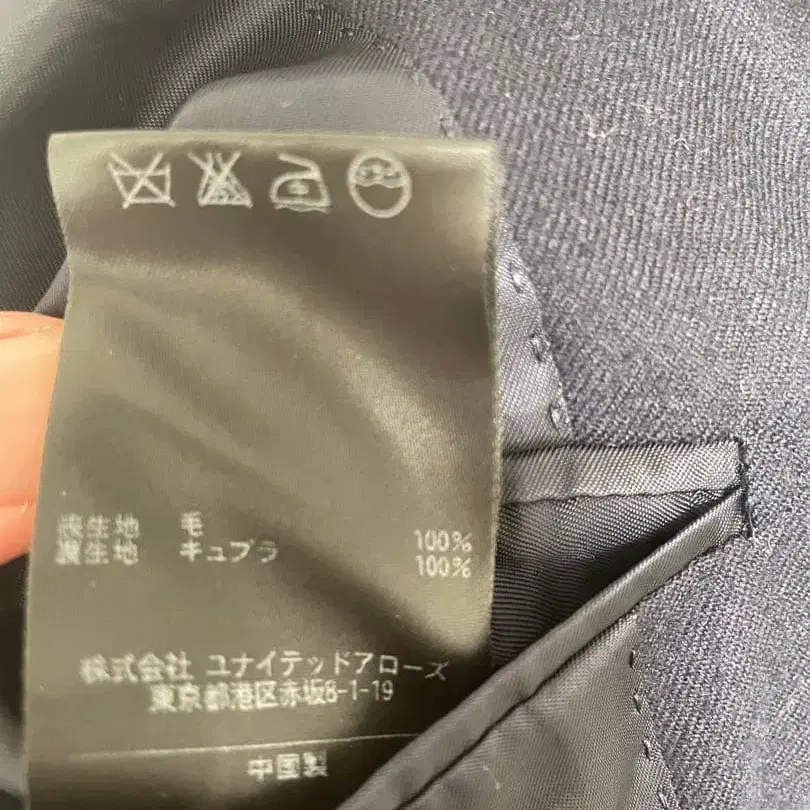 表生地 毛 100%
裏生地 キュプラ 100%
株式会社 ユナイテッドアローズ
東京都港区赤坂8-1-19
中国製